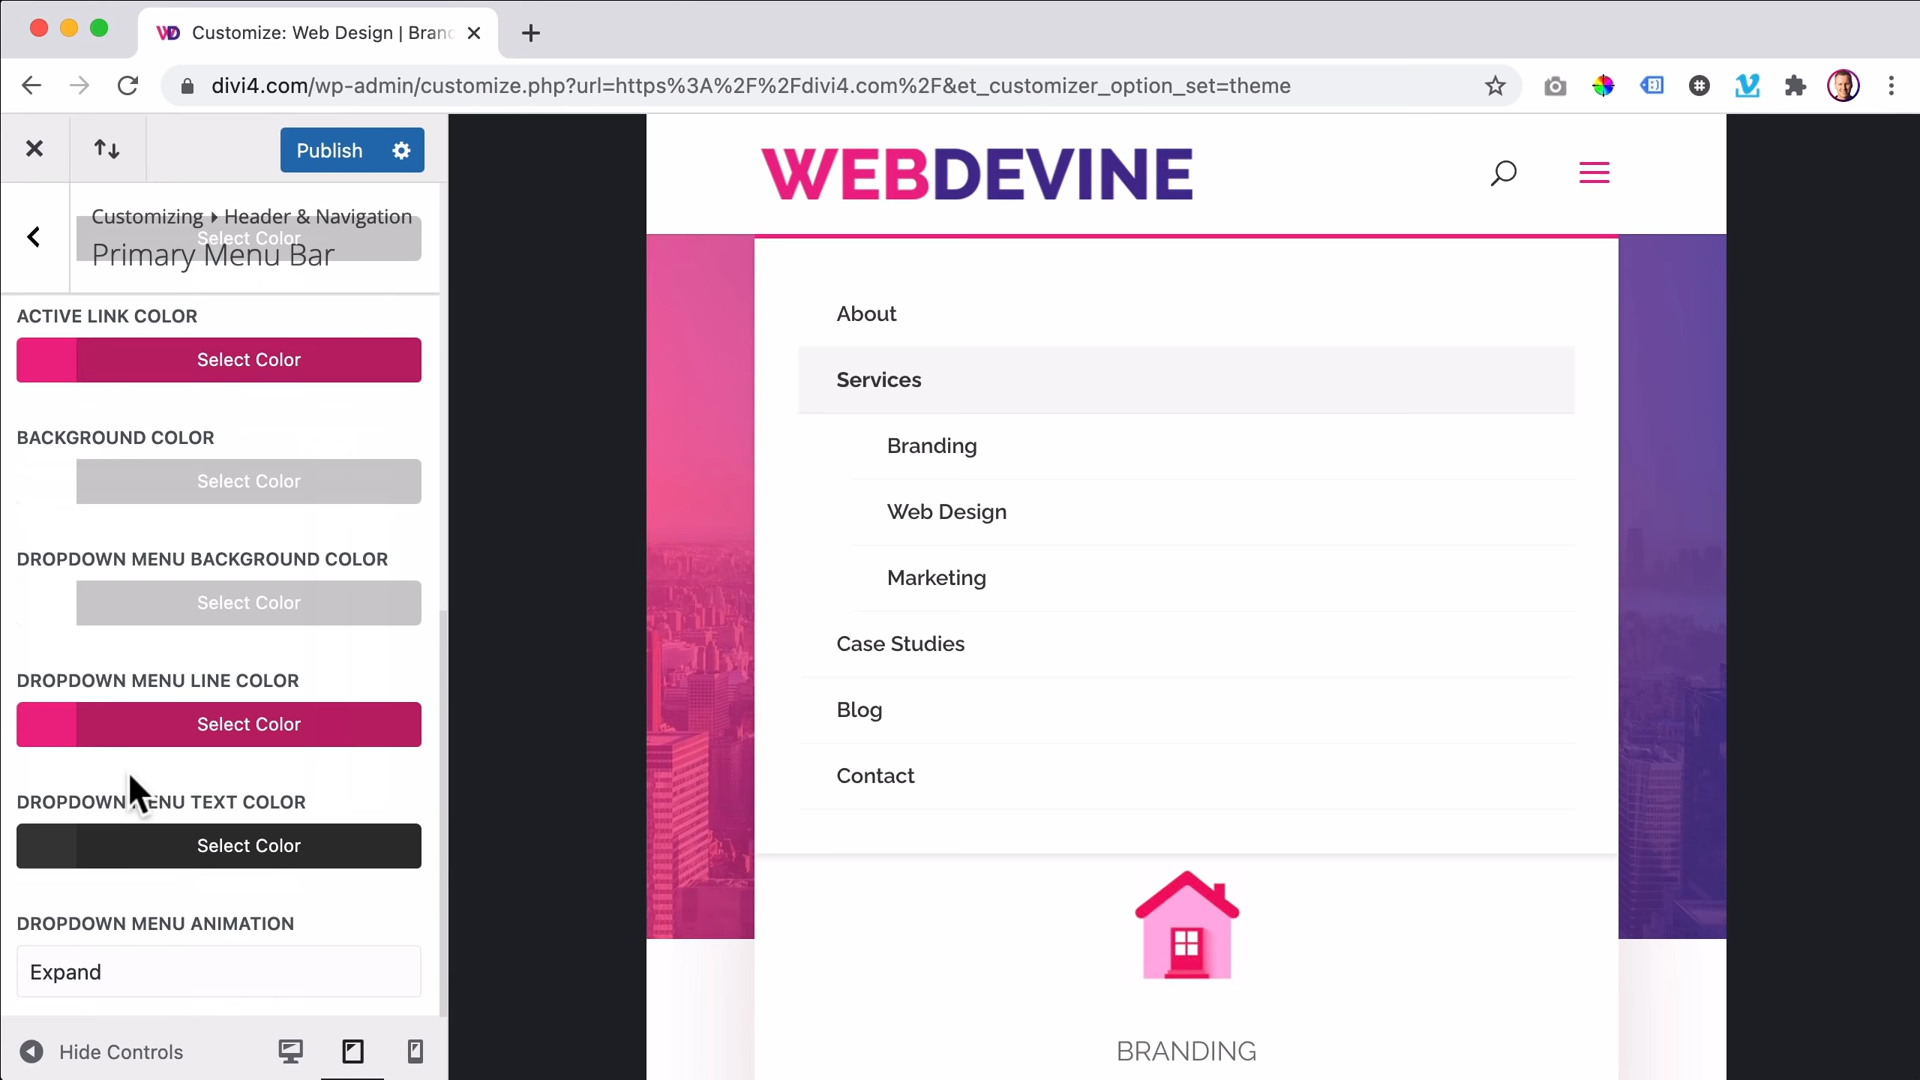 Customize: Web Design | Bran
divi4.com/wp-admin/customize.php?url=https%3A%2F%2Fdivi4.com%2F&et_customizer_option_set=theme
Publish
Customizing ▸ Header & Navigation
Select Color
Primary Menu Bar
ACTIVE LINK COLOR
Select Color
BACKGROUND COLOR
Select Color
DROPDOWN MENU BACKGROUND COLOR
Select Color
DROPDOWN MENU LINE COLOR
Select Color
DROPDOWN MENU TEXT COLOR
Select Color
DROPDOWN MENU ANIMATION
Expand
Hide Controls
WEBDEVINE
About
Services
Branding
Web Design
Marketing
Case Studies
Blog
Contact
BRANDING